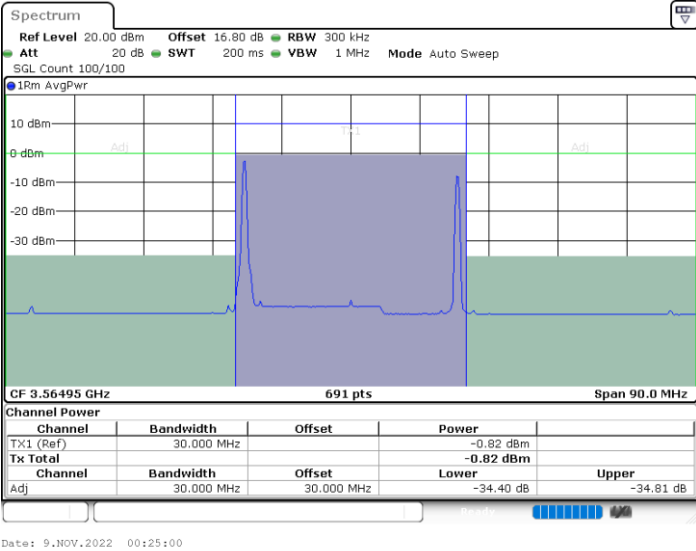 Spectrum
Ref Level 20.00 dBm Offset 16.80 dB RBW 300 kHz
Att 20 dB SWT 200 ms VBW 1 MHz Mode Auto Sweep
SGL Count 100/100
1Rm AvgPwr
10 dBm
TX1
0 dBm
Adj Adj
-10 dBm
-20 dBm
-30 dBm
CF 3.56495 GHz 691 pts Span 90.0 MHz
Channel Power
Channel Bandwidth Offset Power
TX1 (Ref) 30.000 MHz -0.82 dBm
Tx Total -0.82 dBm
Channel Bandwidth Offset Lower Upper
Adj 30.000 MHz 30.000 MHz -34.40 dB -34.81 dB
Ready
Date: 9.NOV.2022 00:25:00